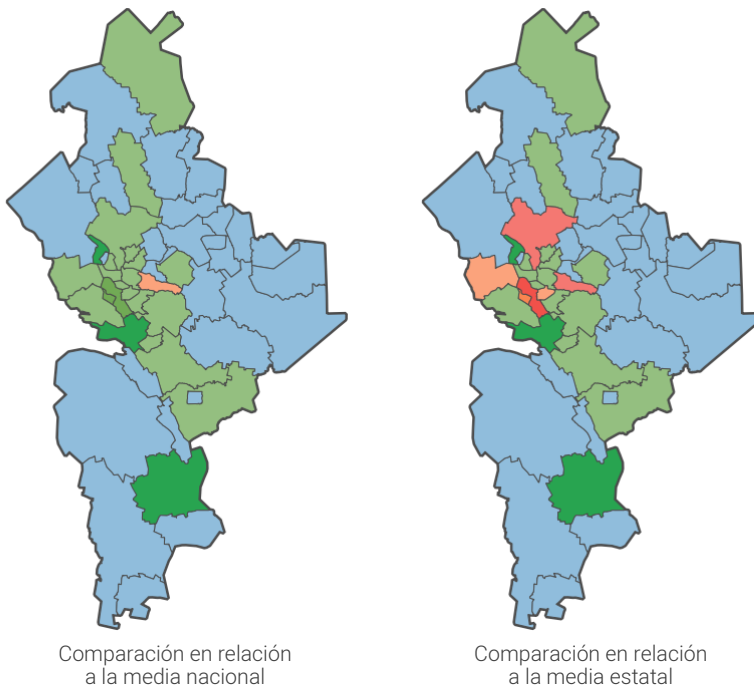 Comparación en relación
a la media nacional
Comparación en relación
a la media estatal